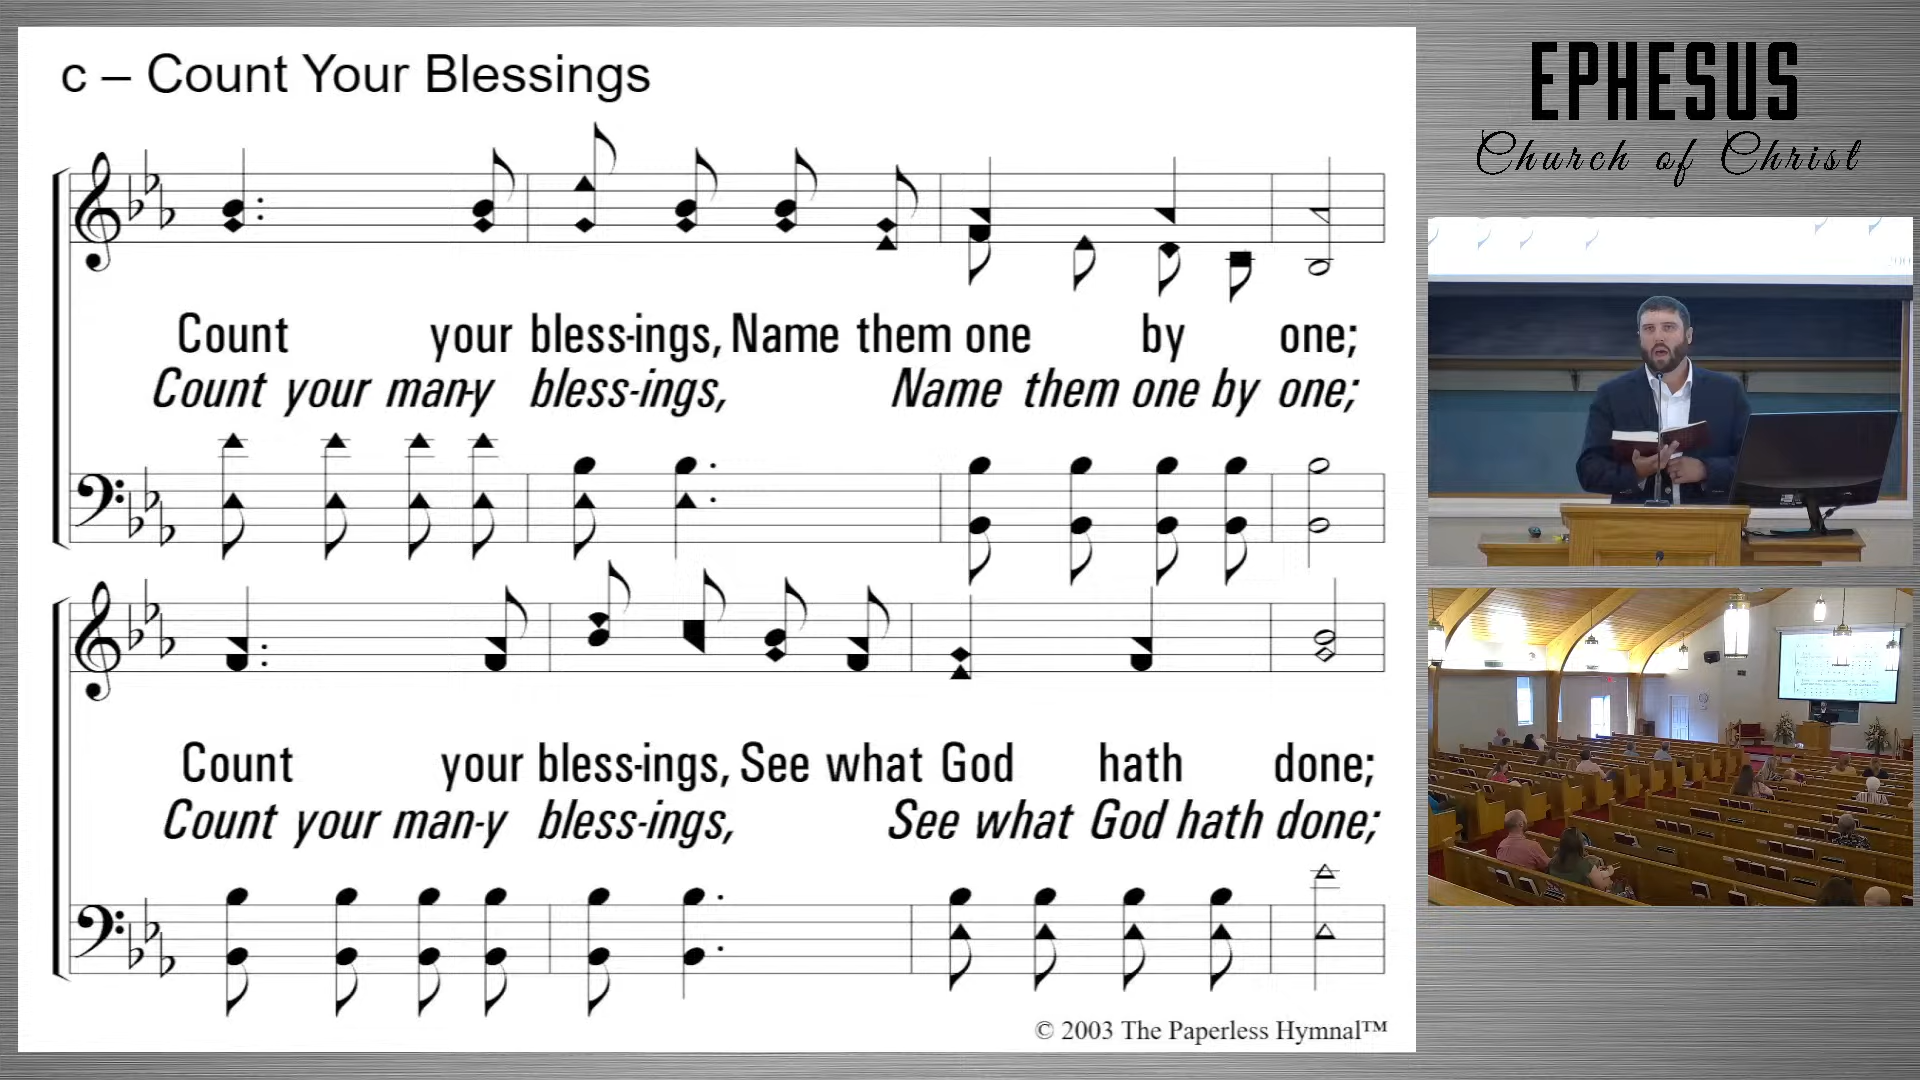 c – Count Your Blessings
Count your bless-ings, Name them one by one;
Count your man-y bless-ings, Name them one by one;
Count your bless-ings, See what God hath done;
Count your man-y bless-ings, See what God hath done;
© 2003 The Paperless Hymnal™
EPHESUS
Church of Christ